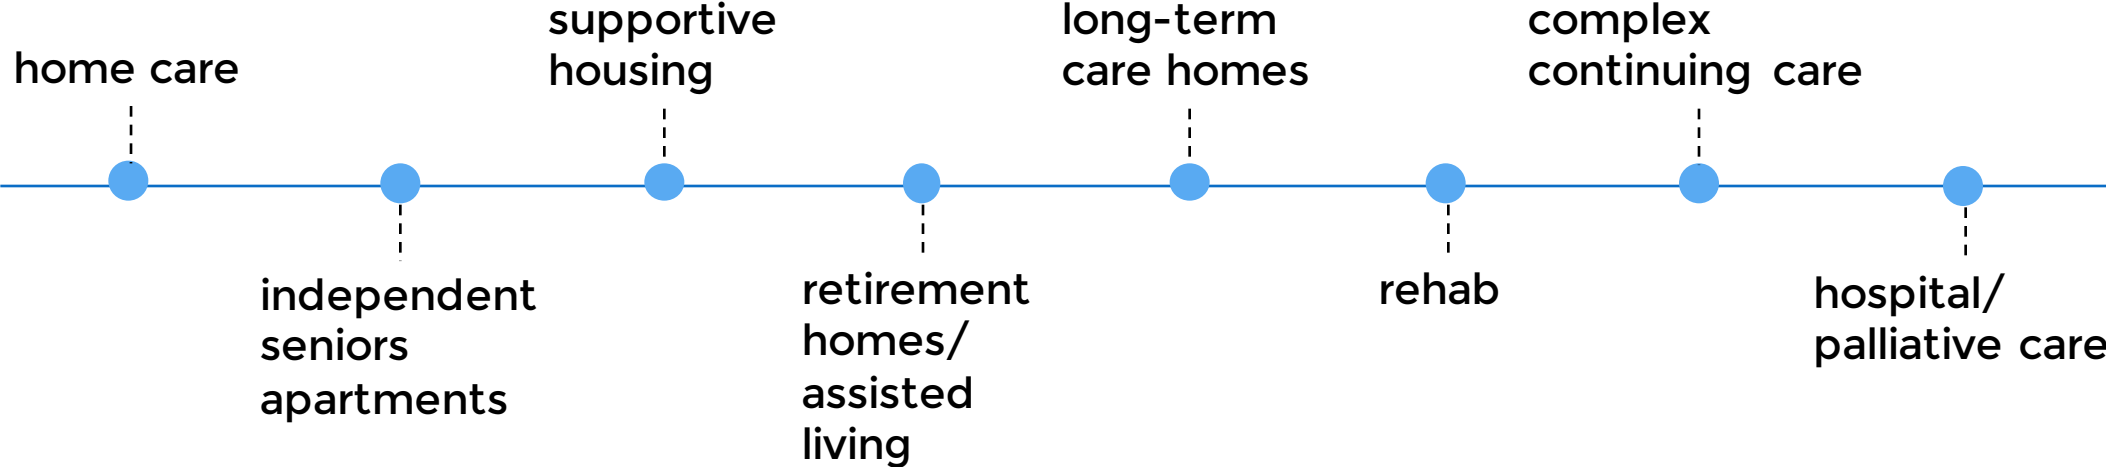 home care
independent
seniors
apartments
supportive
housing
retirement
homes/
assisted
living
long-term
care homes
rehab
complex
continuing care
hospital/
palliative care